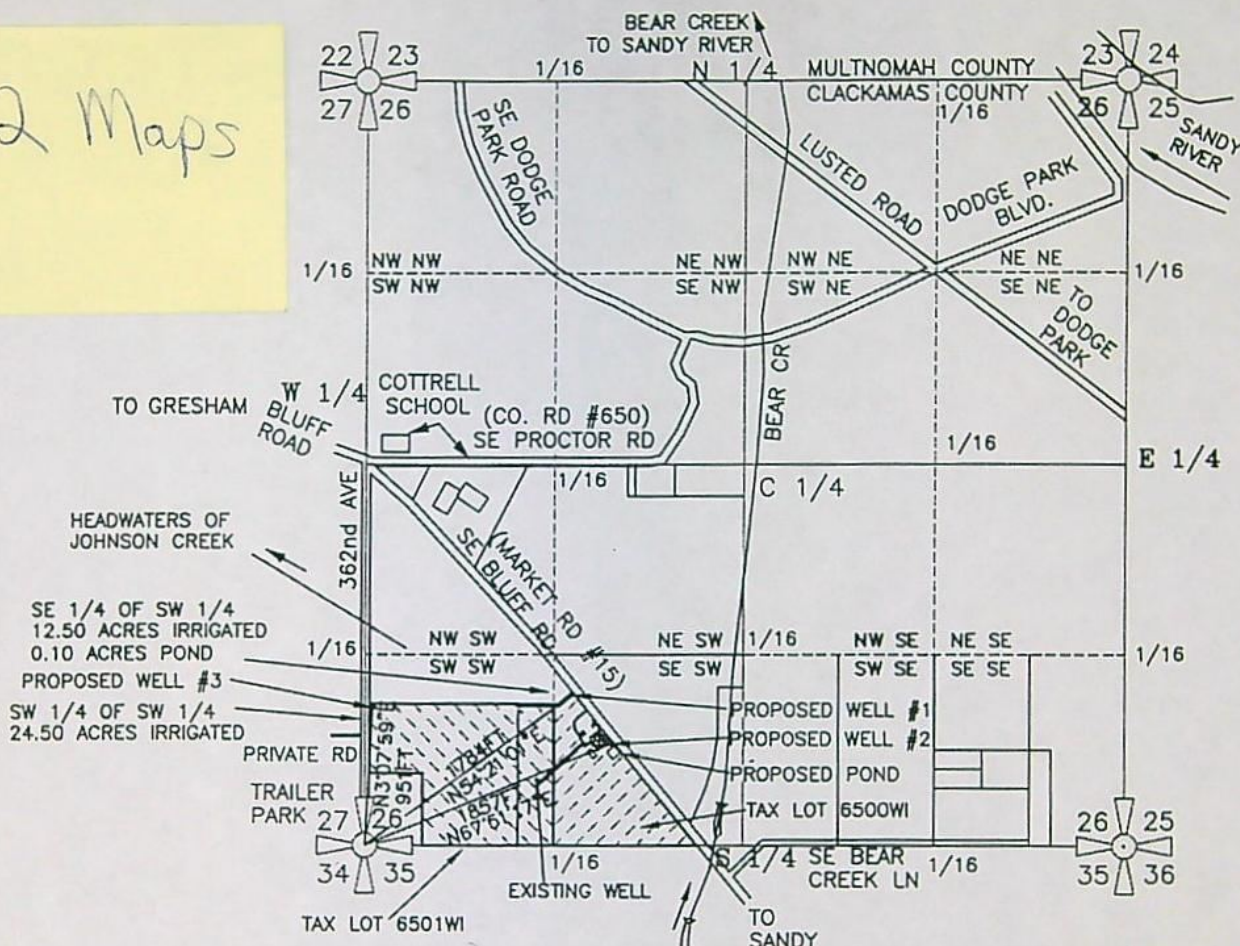 2 Maps
BEAR CREEK
TO SANDY RIVER
22 23
27 26
1/16
N 1/4
MULTNOMAH COUNTY
CLACKAMAS COUNTY
1/16
23 24
26 25
SANDY
RIVER
SE DODGE
PARK ROAD
LUSTED ROAD
DODGE PARK
BLVD.
1/16
NW NW
SW NW
NE NW
SE NW
NW NE
SW NE
NE NE
SE NE
1/16
TO
DODGE
PARK
BEAR CR
W 1/4
TO GRESHAM
BLUFF
ROAD
COTTRELL
SCHOOL
(CO. RD #650)
SE PROCTOR RD
1/16
1/16
E 1/4
C 1/4
362nd AVE
HEADWATERS OF
JOHNSON CREEK
(MARKET RD #15)
SE BLUFF RD
SE 1/4 OF SW 1/4
12.50 ACRES IRRIGATED
0.10 ACRES POND
1/16
NW SW
SW SW
NE SW
SE SW
1/16
NW SE
SW SE
NE SE
SE SE
1/16
PROPOSED WELL #3
SW 1/4 OF SW 1/4
24.50 ACRES IRRIGATED
PRIVATE RD
TRAILER
PARK
PROPOSED WELL #1
PROPOSED WELL #2
PROPOSED POND
TAX LOT 6500WI
951FT
1784FT
1857FT
27 26
34 35
1/16
S 1/4
SE BEAR
CREEK LN
1/16
26 25
35 36
EXISTING WELL
TAX LOT 6501WI
TO
SANDY